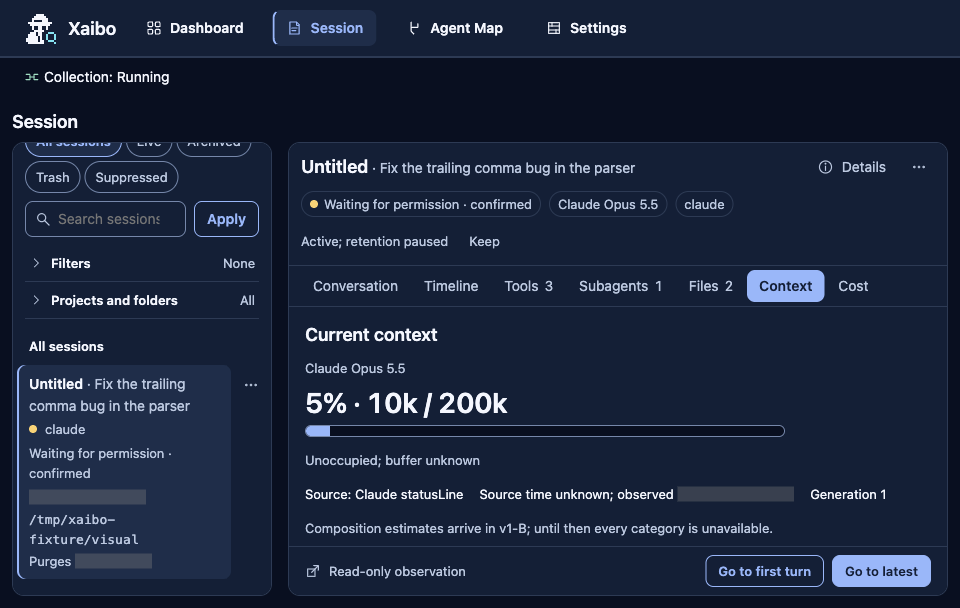 Xaibo
Dashboard
Session
Agent Map
Settings
Collection: Running
Session
All sessions
Live
Archived
Trash
Suppressed
Search sessions
Apply
Filters
None
Projects and folders
All
All sessions
Untitled · Fix the trailing
comma bug in the parser
claude
Waiting for permission ·
confirmed
/tmp/xaibo-
fixture/visual
Purges
Untitled · Fix the trailing comma bug in the parser
Details
Waiting for permission · confirmed
Claude Opus 5.5
claude
Active; retention paused
Keep
Conversation
Timeline
Tools 3
Subagents 1
Files 2
Context
Cost
Current context
Claude Opus 5.5
5% · 10k / 200k
Unoccupied; buffer unknown
Source: Claude statusLine
Source time unknown; observed
Generation 1
Composition estimates arrive in v1-B; until then every category is unavailable.
Read-only observation
Go to first turn
Go to latest